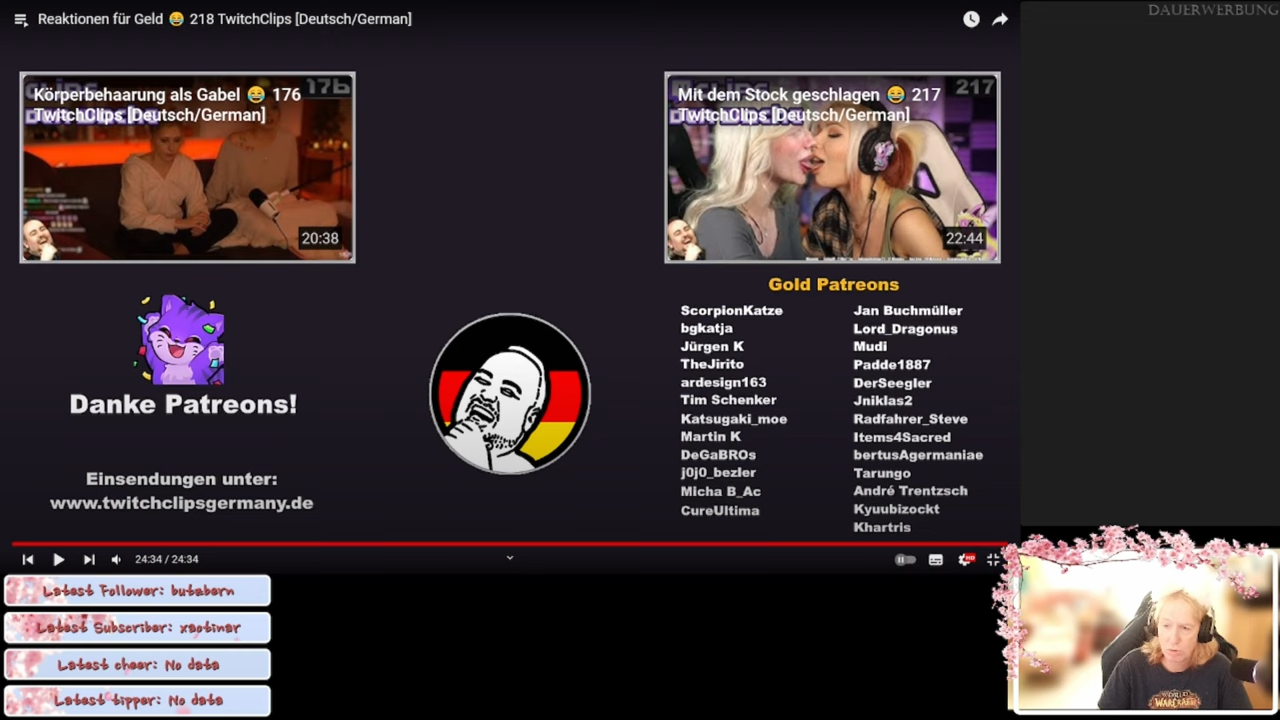 Reaktionen für Geld 😂 218 TwitchClips [Deutsch/German]
DAUERWERBUNG
Körperbehaarung als Gabel 😂 176
TwitchClips [Deutsch/German]
176
20:38
Mit dem Stock geschlagen 😂 217
TwitchClips [Deutsch/German]
217
22:44
Danke Patreons!
Einsendungen unter:
www.twitchclipsgermany.de
Gold Patreons
ScorpionKatze
bgkatja
Jürgen K
TheJirito
ardesign163
Tim Schenker
Katsugaki_moe
Martin K
DeGaBROs
j0j0_bezler
Micha B_Ac
CureUltima
Jan Buchmüller
Lord_Dragonus
Mudi
Padde1887
DerSeegler
Jniklas2
Radfahrer_Steve
Items4Sacred
bertusAgermaniae
Tarungo
André Trentzsch
Kyuubizockt
Khartris
24:34 / 24:34
HD
Latest Follower: butabern
Latest Subscriber: xaotinar
Latest cheer: No data
Latest tipper: No data
WARCRAFT